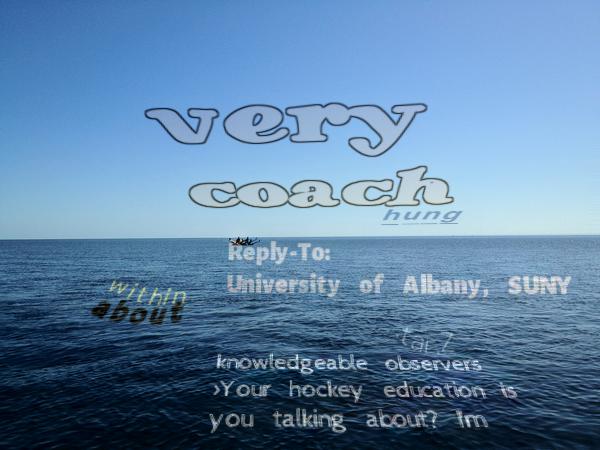 very
coach
hung
Reply-To:
University of Albany, SUNY
within
about
knowledgeable observers
>Your hockey education is
you talking about? Im